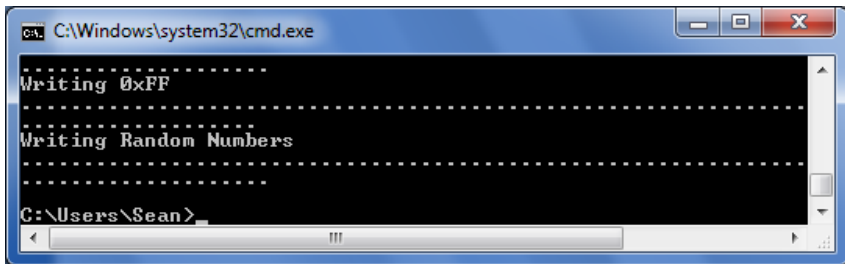 C:\Windows\system32\cmd.exe
....................
Writing 0xFF
................................................................
...................
Writing Random Numbers
................................................................
....................
C:\Users\Sean>_